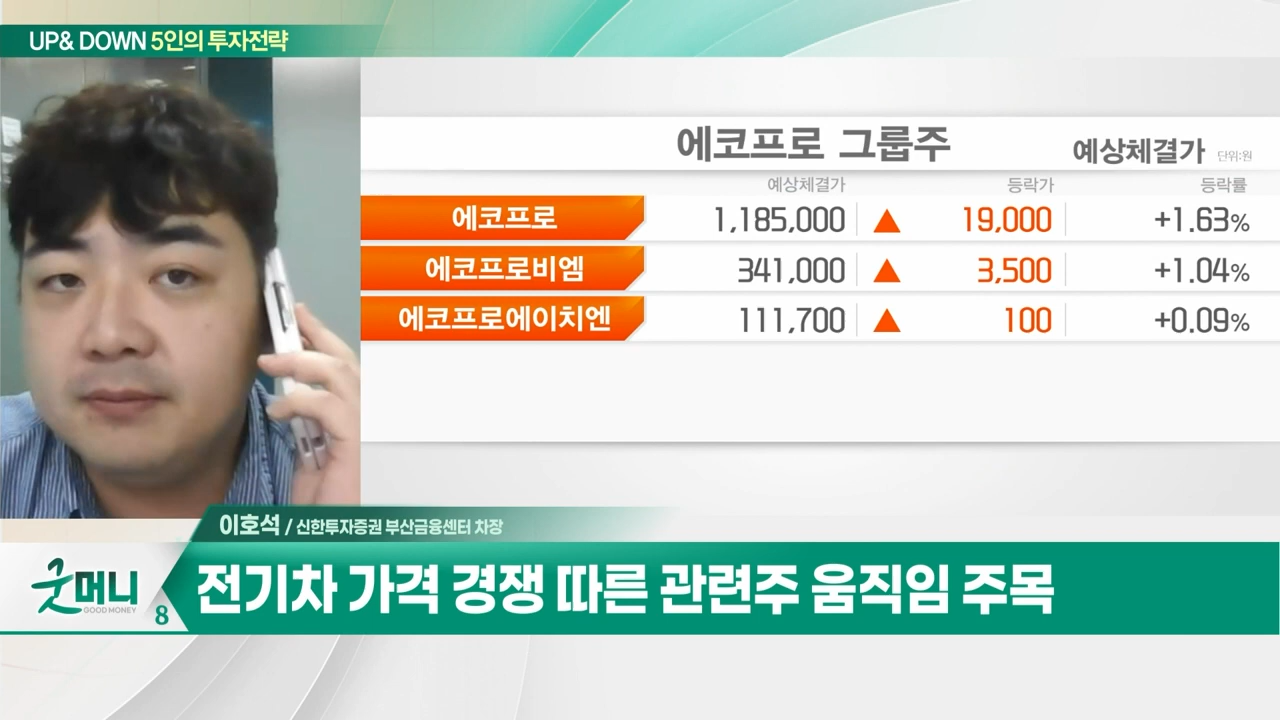 UP& DOWN 5인의 투자전략
에코프로 그룹주 예상체결가 단위:원
예상체결가 등락가 등락률
에코프로 1,185,000 ▲ 19,000 +1.63%
에코프로비엠 341,000 ▲ 3,500 +1.04%
에코프로에이치엔 111,700 ▲ 100 +0.09%
이호석 / 신한투자증권 부산금융센터 차장
굿머니
GOOD MONEY
8
전기차 가격 경쟁 따른 관련주 움직임 주목